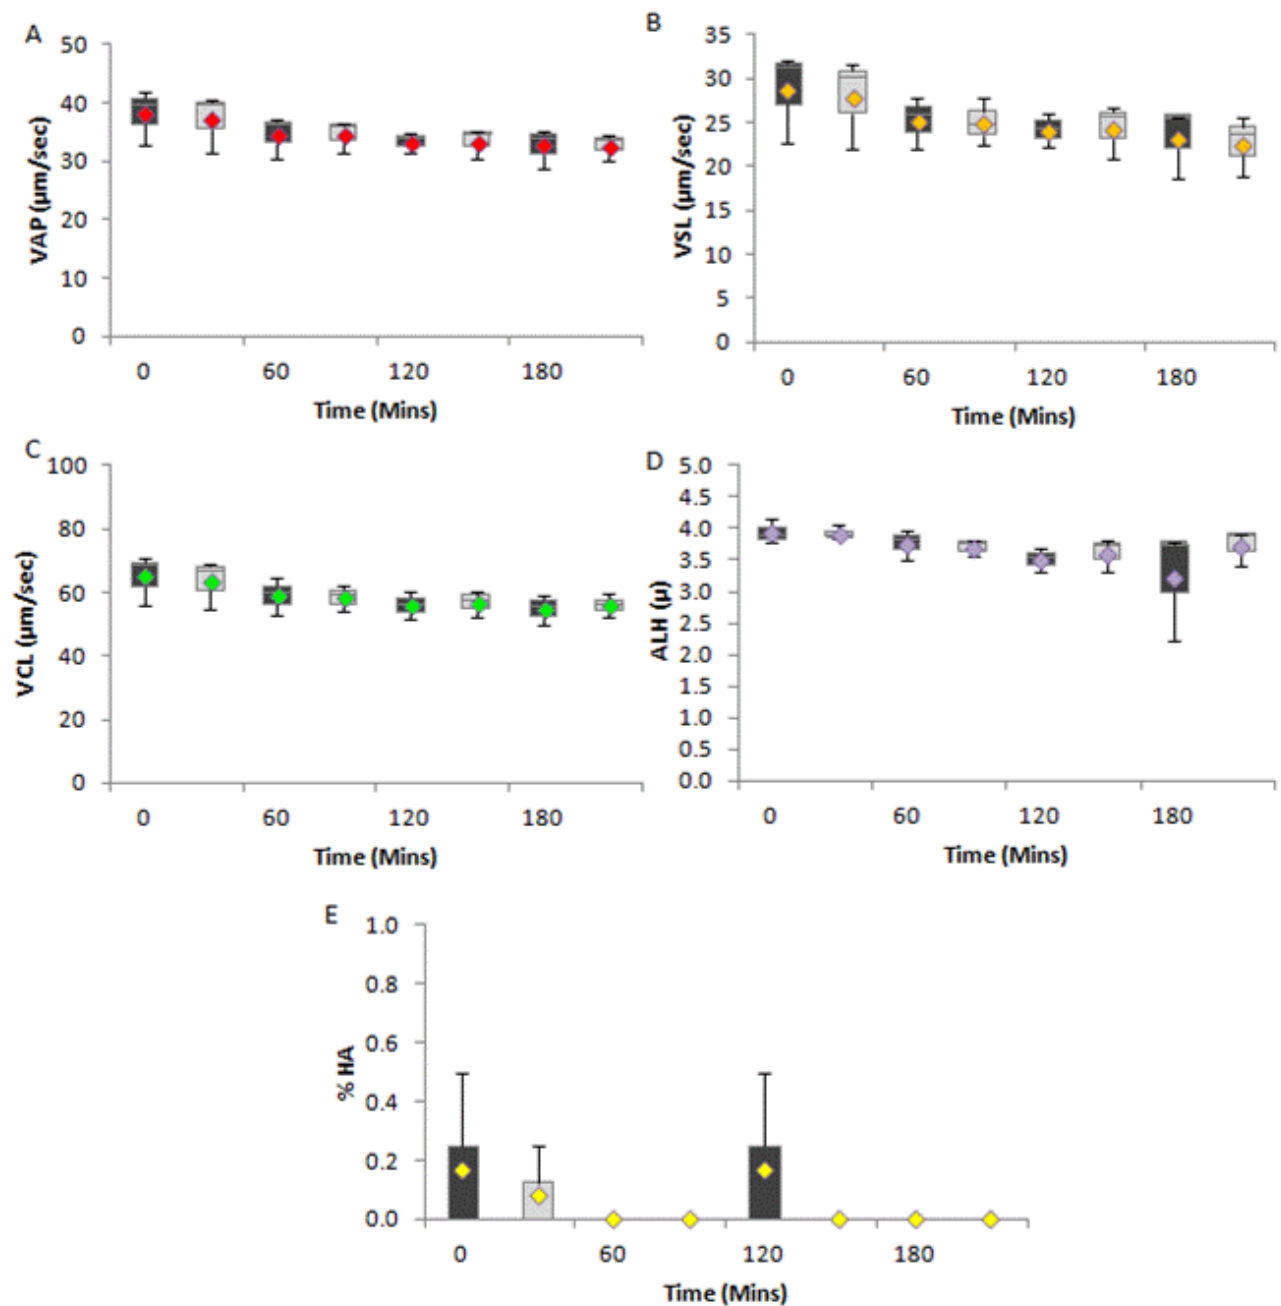 A
50
40
30
20
10
0
VAP (µm/sec)
0 60 120 180
Time (Mins)
B
35
30
25
20
15
10
5
0
VSL (µm/sec)
0 60 120 180
Time (Mins)
C
100
80
60
40
20
0
VCL (µm/sec)
0 60 120 180
Time (Mins)
D
5.0
4.5
4.0
3.5
3.0
2.5
2.0
1.5
1.0
0.5
0.0
ALH (µ)
0 60 120 180
Time (Mins)
E
1.0
0.8
0.6
0.4
0.2
0.0
% HA
0 60 120 180
Time (Mins)